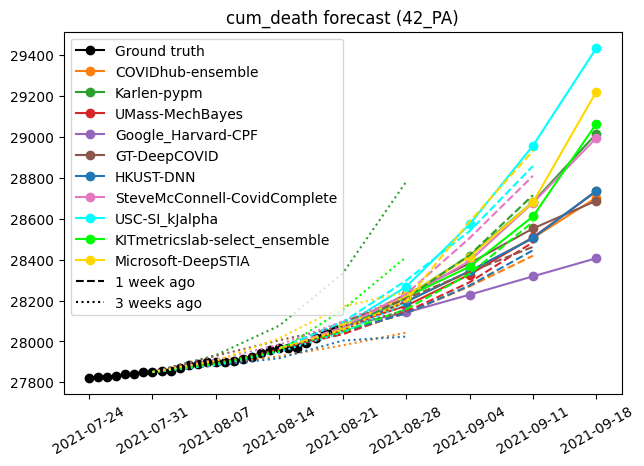 cum_death forecast (42_PA)
29400
29200
29000
28800
28600
28400
28200
28000
27800
Ground truth
COVIDhub-ensemble
Karlen-pypm
UMass-MechBayes
Google_Harvard-CPF
GT-DeepCOVID
HKUST-DNN
SteveMcConnell-CovidComplete
USC-SI_kJalpha
KITmetricslab-select_ensemble
Microsoft-DeepSTIA
1 week ago
3 weeks ago
2021-07-24
2021-07-31
2021-08-07
2021-08-14
2021-08-21
2021-08-28
2021-09-04
2021-09-11
2021-09-18